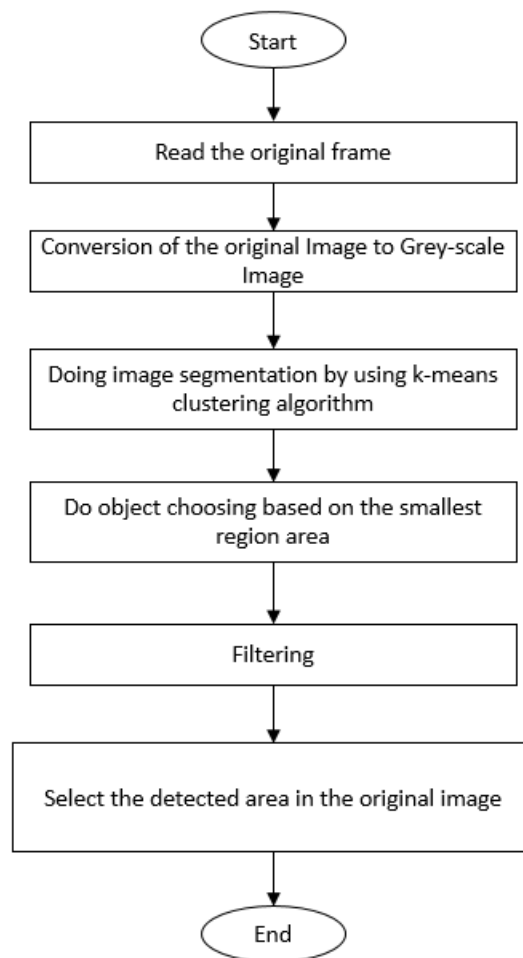 Start
Read the original frame
Conversion of the original Image to Grey-scale
Image
Doing image segmentation by using k-means
clustering algorithm
Do object choosing based on the smallest
region area
Filtering
Select the detected area in the original image
End